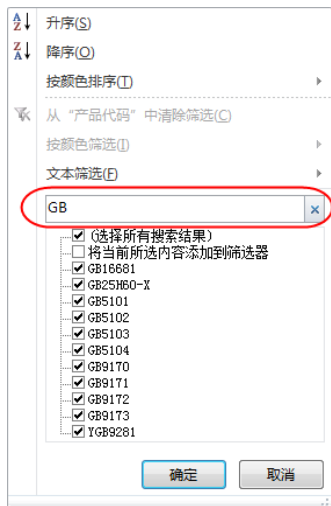 升序(S)
降序(O)
按颜色排序(T)
从“产品代码”中清除筛选(C)
按颜色筛选(I)
文本筛选(F)
GB
(选择所有搜索结果)
将当前所选内容添加到筛选器
GB16681
GB25H60-X
GB5101
GB5102
GB5103
GB5104
GB9170
GB9171
GB9172
GB9173
YGB9281
确定 取消